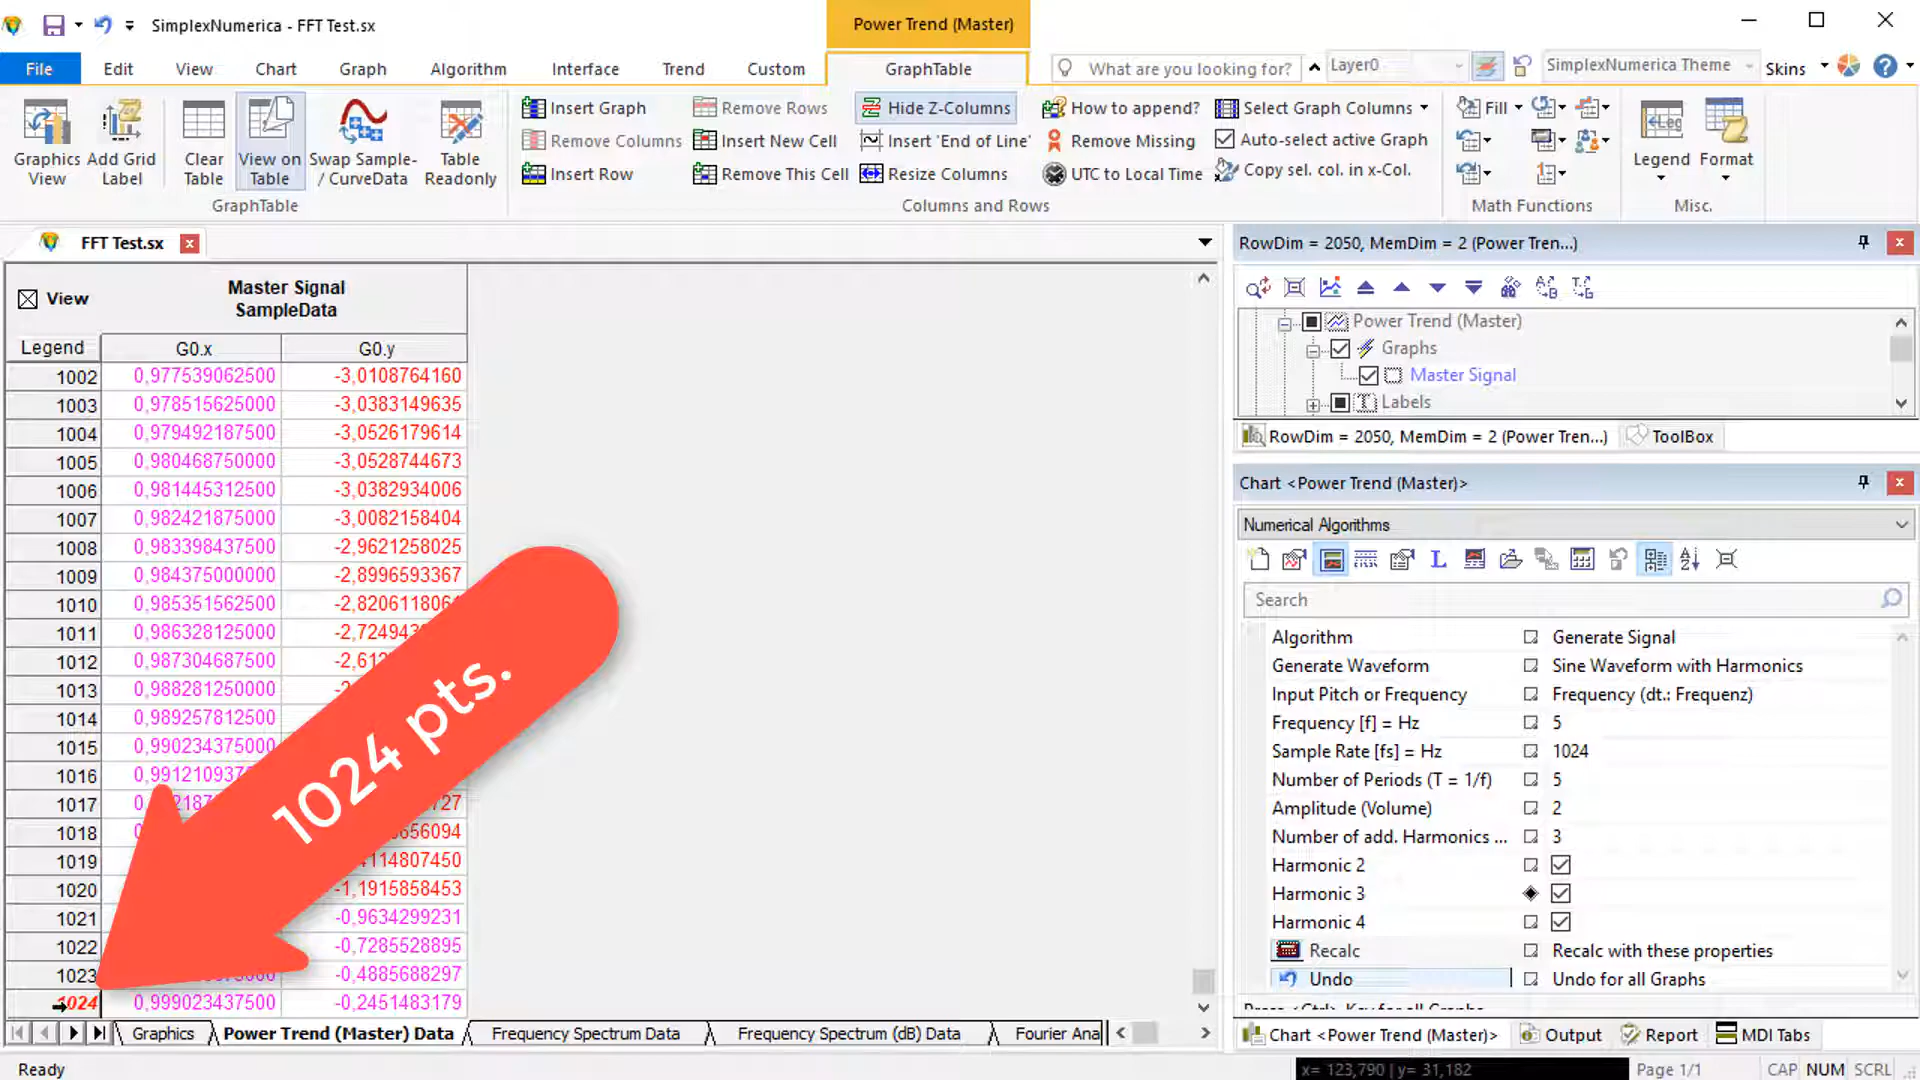 SimplexNumerica - FFT Test.sx
Power Trend (Master)
File
Edit
View
Chart
Graph
Algorithm
Interface
Trend
Custom
GraphTable
What are you looking for?
Layer0
SimplexNumerica Theme
Skins
Graphics View
Add Grid Label
Clear Table
View on Table
Swap Sample- / CurveData
Table Readonly
GraphTable
Insert Graph
Remove Columns
Insert Row
Remove Rows
Insert New Cell
Remove This Cell
Hide Z-Columns
Insert 'End of Line'
Resize Columns
How to append?
Remove Missing
UTC to Local Time
Select Graph Columns
Auto-select active Graph
Copy sel. col. in x-Col.
Columns and Rows
Fill
Math Functions
Legend
Format
Misc.
FFT Test.sx
View
Master Signal
SampleData
Legend
G0.x
G0.y
1002 0,977539062500 -3,0108764160
1003 0,978515625000 -3,0383149635
1004 0,979492187500 -3,0526179614
1005 0,980468750000 -3,0528744673
1006 0,981445312500 -3,0382934006
1007 0,982421875000 -3,0082158404
1008 0,983398437500 -2,9621258025
1009 0,984375000000 -2,8996593367
1010 0,985351562500
1011 0,986328125000
1012 0,987304687500
1013 0,988281250000
1014 0,989257812500
1015 0,990234375000
1016
1017
1018
1019
1020 -1,1915858453
1021 -0,9634299231
1022 -0,7285528895
1023 -0,4885688297
1024 0,999023437500 -0,2451483179
1024 pts.
Graphics
Power Trend (Master) Data
Frequency Spectrum Data
Frequency Spectrum (dB) Data
Fourier Ana
RowDim = 2050, MemDim = 2 (Power Tren...)
Power Trend (Master)
Graphs
Master Signal
Labels
RowDim = 2050, MemDim = 2 (Power Tren...)
ToolBox
Chart <Power Trend (Master)>
Numerical Algorithms
Search
Algorithm Generate Signal
Generate Waveform Sine Waveform with Harmonics
Input Pitch or Frequency Frequency (dt.: Frequenz)
Frequency [f] = Hz 5
Sample Rate [fs] = Hz 1024
Number of Periods (T = 1/f) 5
Amplitude (Volume) 2
Number of add. Harmonics ... 3
Harmonic 2
Harmonic 3
Harmonic 4
Recalc Recalc with these properties
Undo Undo for all Graphs
Chart <Power Trend (Master)>
Output
Report
MDI Tabs
Ready
x= 123,790 | y= 31,182
Page 1/1
CAP
NUM
SCRL